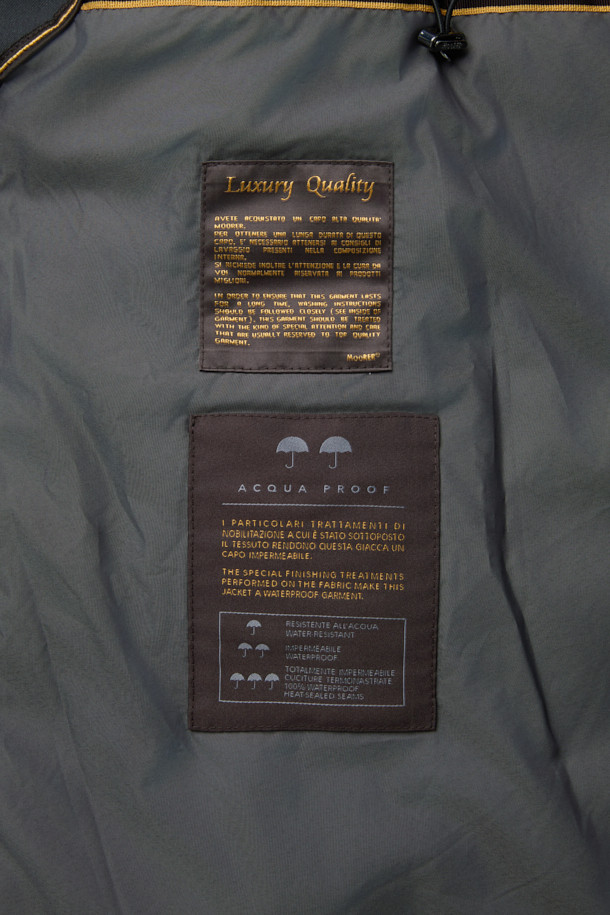 Luxury Quality
AVETE ACQUISTATO UN CAPO ALTA QUALITA'
MOORER.
PER OTTENERE UNA LUNGA DURATA DI QUESTO
CAPO, E' NECESSARIO ATTENERSI AI CONSIGLI DI
LAVAGGIO PRESENTI NELLA COMPOSIZIONE
INTERNA.
SI RICHIEDE INOLTRE L'ATTENZIONE E LA CURA DA
VOI NORMALMENTE RISERVATA AI PRODOTTI
MIGLIORI.
IN ORDER TO ENSURE THAT THIS GARMENT LASTS
FOR A LONG TIME, WASHING INSTRUCTIONS
SHOULD BE FOLLOWED CLOSELY (SEE INSIDE OF
GARMENT). THIS GARMENT SHOULD BE TREATED
WITH THE KIND OF SPECIAL ATTENTION AND CARE
THAT ARE USUALLY RESERVED TO TOP QUALITY
GARMENT.
MOORER®
ACQUA PROOF
I PARTICOLARI TRATTAMENTI DI
NOBILITAZIONE A CUI È STATO SOTTOPOSTO
IL TESSUTO RENDONO QUESTA GIACCA UN
CAPO IMPERMEABILE.
THE SPECIAL FINISHING TREATMENTS
PERFORMED ON THE FABRIC MAKE THIS
JACKET A WATERPROOF GARMENT.
RESISTENTE ALL'ACQUA
WATER RESISTANT
IMPERMEABILE
WATERPROOF
TOTALMENTE IMPERMEABILE
CUCITURE TERMONASTRATE
100% WATERPROOF
HEAT-SEALED SEAMS